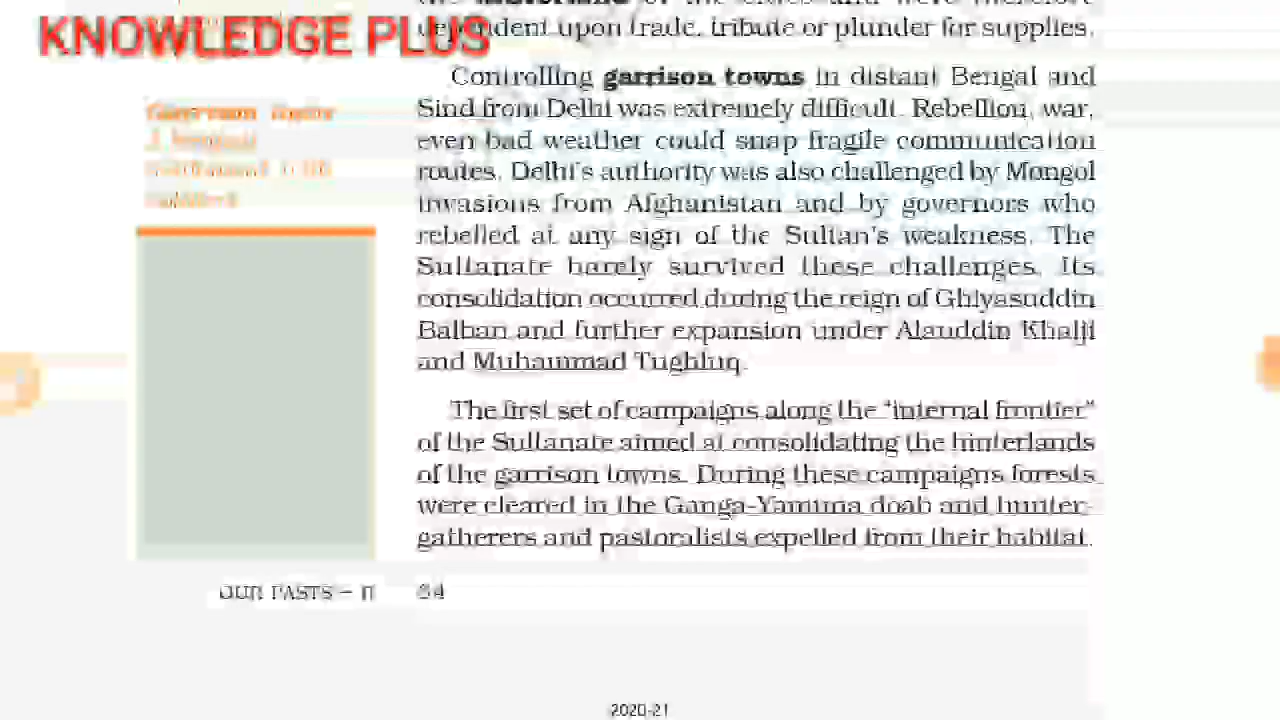 KNOWLEDGE PLUS
dependent upon trade, tribute or plunder for supplies.
Controlling garrison towns in distant Bengal and
Sind from Delhi was extremely difficult. Rebellion, war,
even bad weather could snap fragile communication
routes. Delhi's authority was also challenged by Mongol
invasions from Afghanistan and by governors who
rebelled at any sign of the Sultan's weakness. The
Sultanate barely survived these challenges. Its
consolidation occurred during the reign of Ghiyasuddin
Balban and further expansion under Alauddin Khalji
and Muhammad Tughluq.
The first set of campaigns along the "internal frontier"
of the Sultanate aimed at consolidating the hinterlands
of the garrison towns. During these campaigns forests
were cleared in the Ganga-Yamuna doab and hunter-
gatherers and pastoralists expelled from their habitat.
Garrison town
OUR PASTS – II 34
2020-21